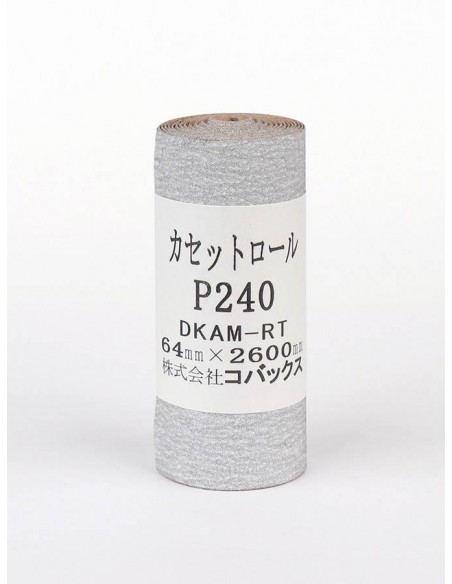 カセットロール
P240
DKAM-RT
64mm×2600mm
株式会社コバックス